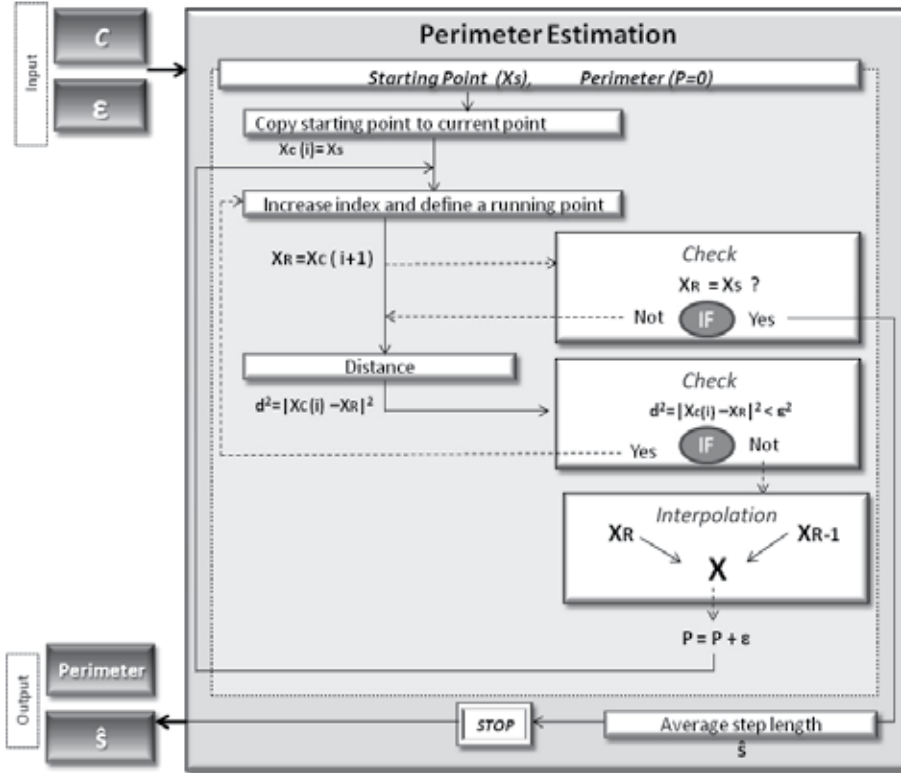 Input
C
ε
Perimeter Estimation
Starting Point (Xs), Perimeter (P=0)
Copy starting point to current point
Xc (i)= Xs
Increase index and define a running point
XR =XC ( i+1)
Check
XR = XS ?
Not IF Yes
Distance
d²=|XC(i) –XR|²
Check
d²=|Xc(i) –XR|² < ε²
Yes IF Not
Interpolation
XR XR-1
X
P = P + ε
Output
Perimeter
ŝ
STOP
Average step length
ŝ